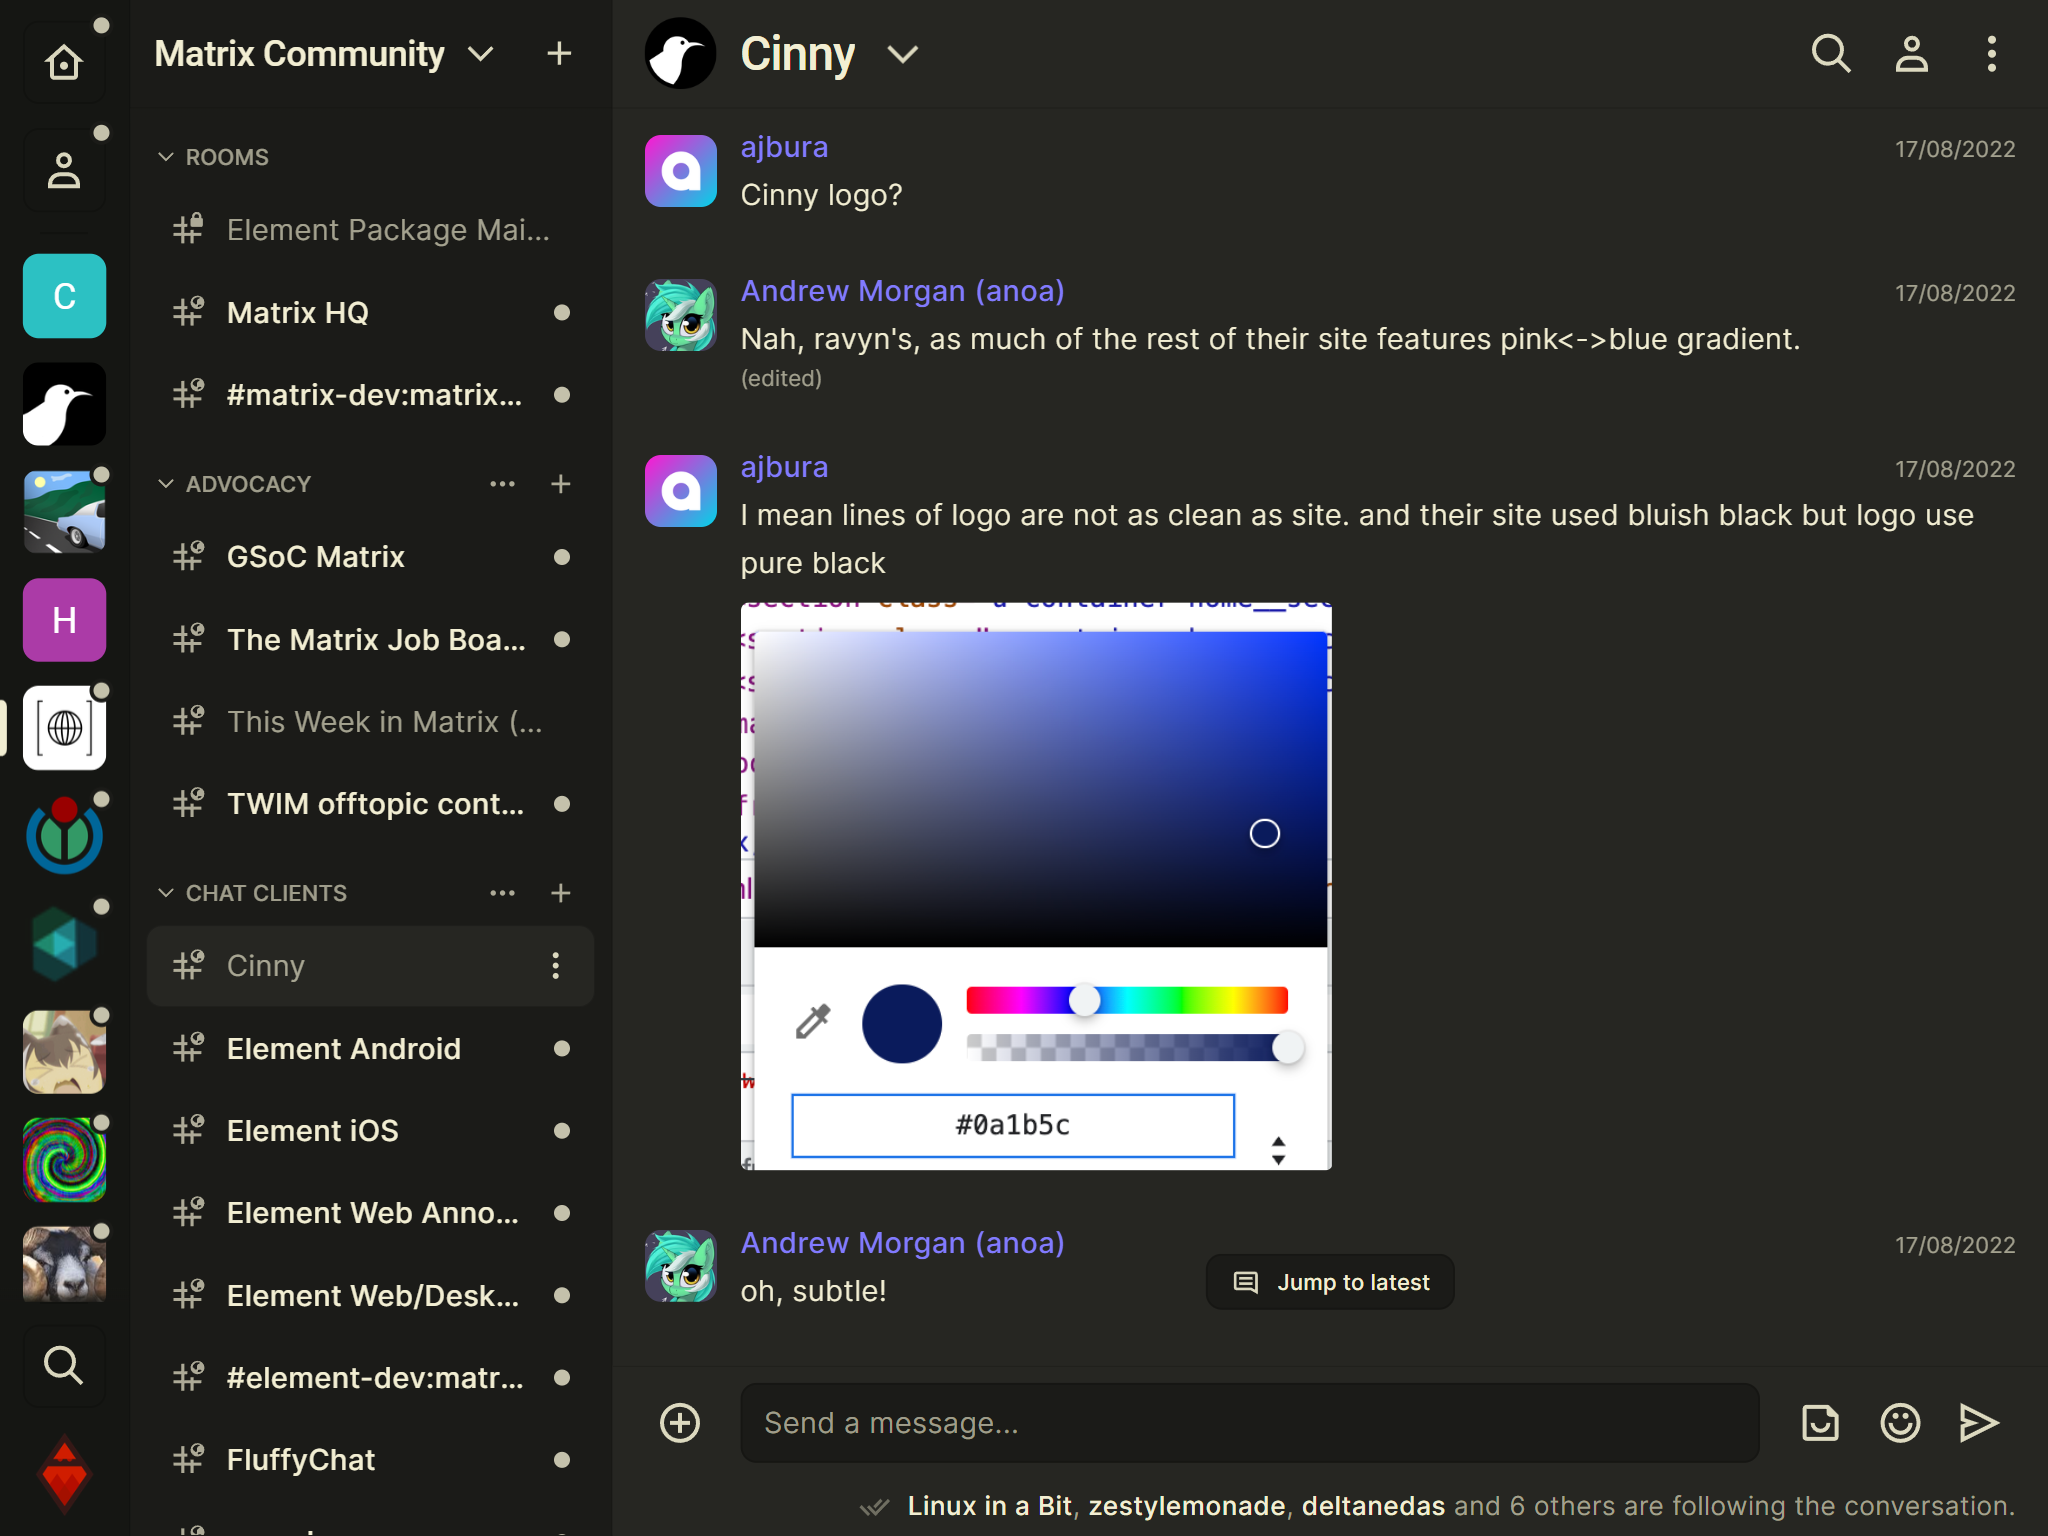 Matrix Community
ROOMS
Element Package Mai...
Matrix HQ
#matrix-dev:matrix...
ADVOCACY
GSoC Matrix
The Matrix Job Boa...
This Week in Matrix (...
TWIM offtopic cont...
CHAT CLIENTS
Cinny
Element Android
Element iOS
Element Web Anno...
Element Web/Desk...
#element-dev:matr...
FluffyChat
C
H
Cinny
ajbura
17/08/2022
Cinny logo?
Andrew Morgan (anoa)
17/08/2022
Nah, ravyn's, as much of the rest of their site features pink<->blue gradient.
(edited)
ajbura
17/08/2022
I mean lines of logo are not as clean as site. and their site used bluish black but logo use
pure black
#0a1b5c
Andrew Morgan (anoa)
17/08/2022
oh, subtle!
Jump to latest
Send a message...
Linux in a Bit, zestylemonade, deltanedas and 6 others are following the conversation.